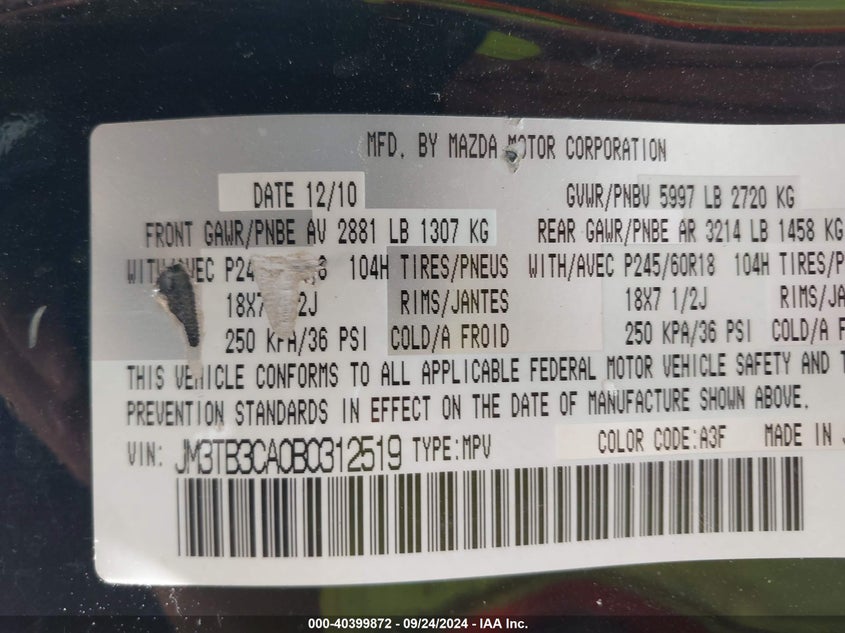 MFD. BY MAZDA MOTOR CORPORATION
DATE 12/10 GVWR/PNBV 5997 LB 2720 KG
FRONT GAWR/PNBE AV 2881 LB 1307 KG REAR GAWR/PNBE AR 3214 LB 1458 KG
WITH/AVEC 104H TIRES/PNEUS WITH/AVEC P245/60R18 104H
RIMS/JANTES 18X7 1/2J
250 KPA/36 PSI COLD/A FROID 250 KPA/36 PSI COLD/A
THIS VEHICLE CONFORMS TO ALL APPLICABLE FEDERAL MOTOR VEHICLE SAFETY AND
PREVENTION STANDARDS IN EFFECT ON THE DATE OF MANUFACTURE SHOWN ABOVE.
VIN: JM3TB3CA0B0312519 TYPE:MPV COLOR CODE:A3F MADE IN
000-40399872 - 09/24/2024 - IAA Inc.